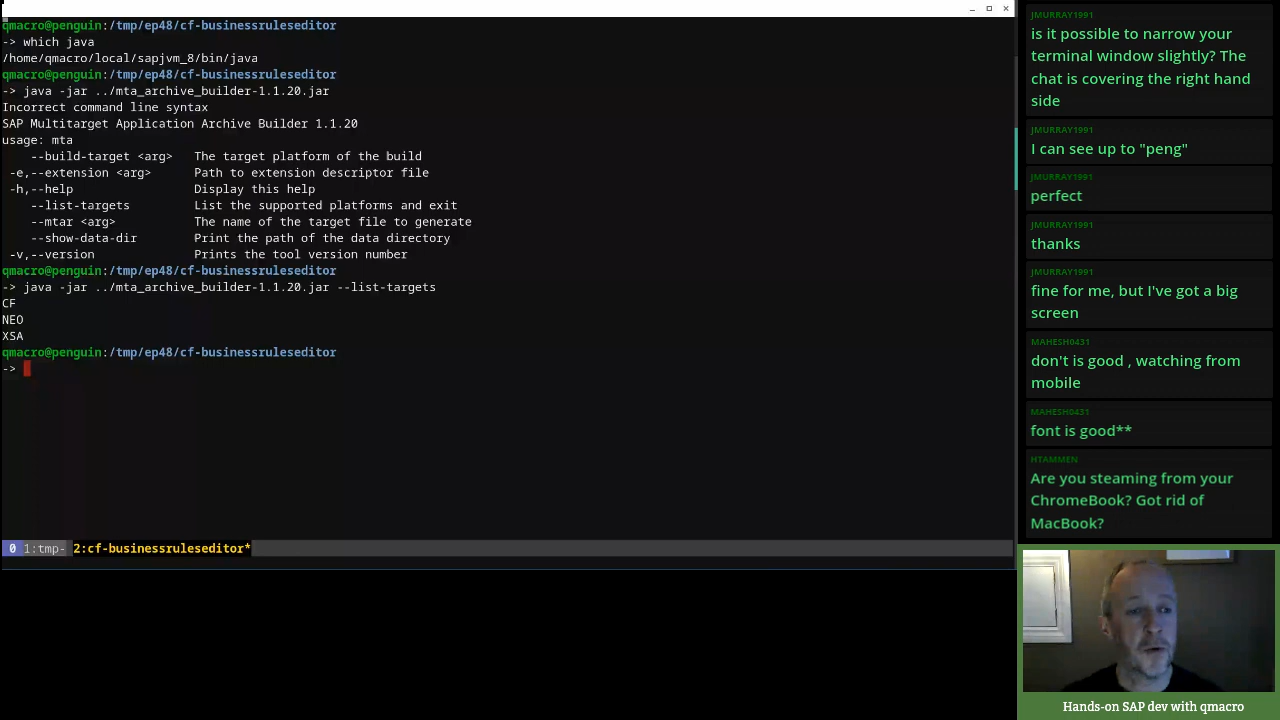 qmacro@penguin:/tmp/ep48/cf-businessruleseditor
-> which java
/home/qmacro/local/sapjvm_8/bin/java
qmacro@penguin:/tmp/ep48/cf-businessruleseditor
-> java -jar ../mta_archive_builder-1.1.20.jar
Incorrect command line syntax
SAP Multitarget Application Archive Builder 1.1.20
usage: mta
--build-target <arg> The target platform of the build
-e,--extension <arg> Path to extension descriptor file
-h,--help Display this help
--list-targets List the supported platforms and exit
--mtar <arg> The name of the target file to generate
--show-data-dir Print the path of the data directory
-v,--version Prints the tool version number
qmacro@penguin:/tmp/ep48/cf-businessruleseditor
-> java -jar ../mta_archive_builder-1.1.20.jar --list-targets
CF
NEO
XSA
qmacro@penguin:/tmp/ep48/cf-businessruleseditor
->
0 1:tmp- 2:cf-businessruleseditor*
JMURRAY1991
is it possible to narrow your
terminal window slightly? The
chat is covering the right hand
side
JMURRAY1991
I can see up to "peng"
JMURRAY1991
perfect
JMURRAY1991
thanks
JMURRAY1991
fine for me, but I've got a big
screen
MAHESH0431
don't is good , watching from
mobile
MAHESH0431
font is good**
HTAMMEN
Are you steaming from your
ChromeBook? Got rid of
MacBook?
Hands-on SAP dev with qmacro